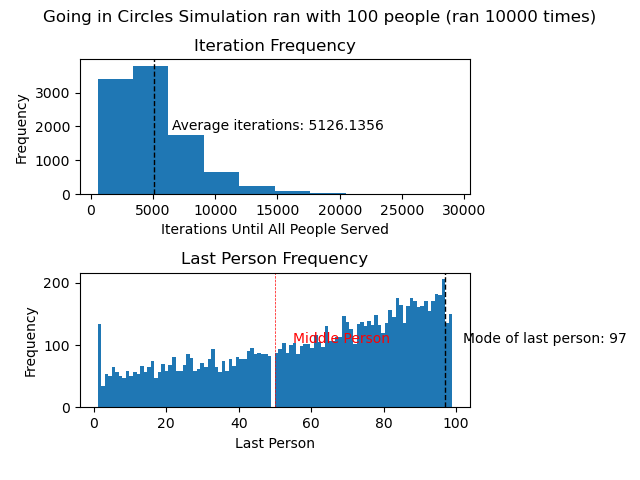 Going in Circles Simulation ran with 100 people (ran 10000 times)
Iteration Frequency
Frequency
3000
2000
1000
0
Average iterations: 5126.1356
0 5000 10000 15000 20000 25000 30000
Iterations Until All People Served
Last Person Frequency
Frequency
200
100
0
Middle Person
Mode of last person: 97
0 20 40 60 80 100
Last Person